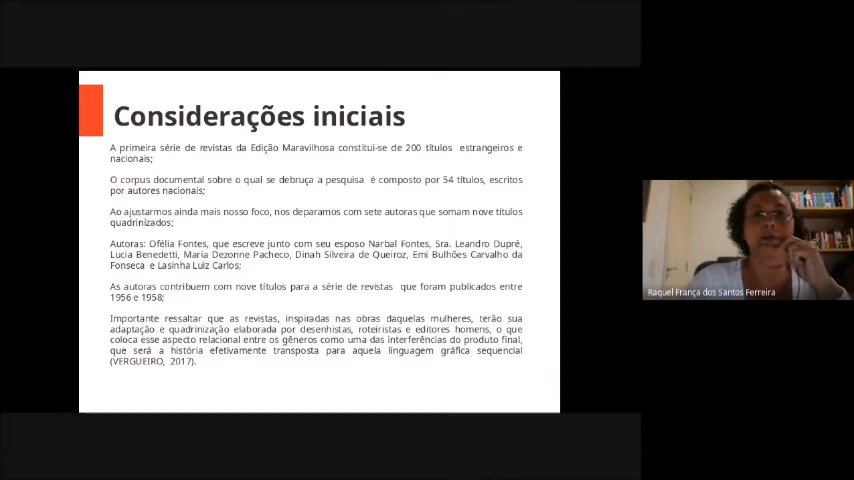 Considerações iniciais
A primeira série de revistas da Edição Maravilhosa constitui-se de 200 títulos estrangeiros e
nacionais;
O corpus documental sobre o qual se debruça a pesquisa é composto por 54 títulos, escritos
por autores nacionais;
Ao ajustarmos ainda mais nosso foco, nos deparamos com sete autoras que somam nove títulos
quadrinizados;
Autoras: Ofélia Fontes, que escreve junto com seu esposo Narbal Fontes, Sra. Leandro Dupré,
Lucia Benedetti, Maria Dezonne Pacheco, Dinah Silveira de Queiroz, Emi Bulhões Carvalho da
Fonseca e Lasinha Luiz Carlos;
As autoras contribuem com nove títulos para a série de revistas que foram publicados entre
1956 e 1958;
Importante ressaltar que as revistas, inspiradas nas obras daquelas mulheres, terão sua
adaptação e quadrinização elaborada por desenhistas, roteiristas e editores homens, o que
coloca esse aspecto relacional entre os gêneros como uma das interferências do produto final,
que será a história efetivamente transposta para aquela linguagem gráfica sequencial
(VERGUEIRO, 2017).
Raquel França dos Santos Ferreira